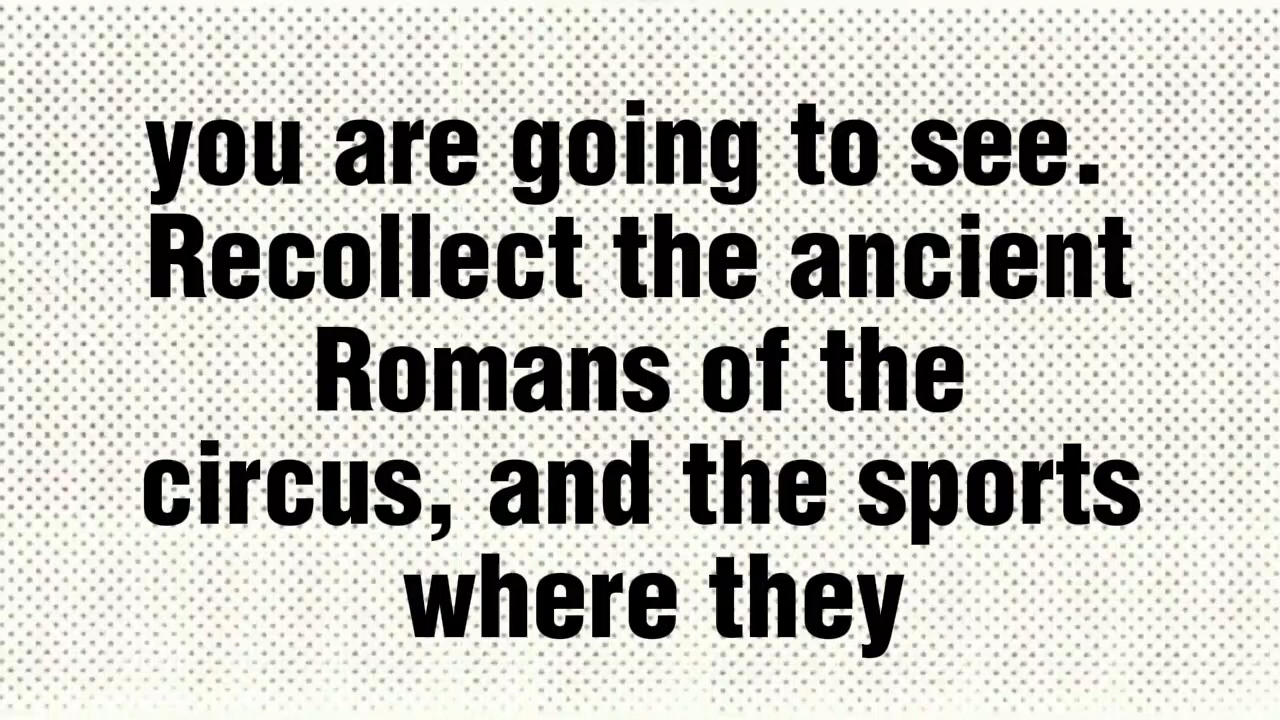 you are going to see.
Recollect the ancient
Romans of the
circus, and the sports
where they